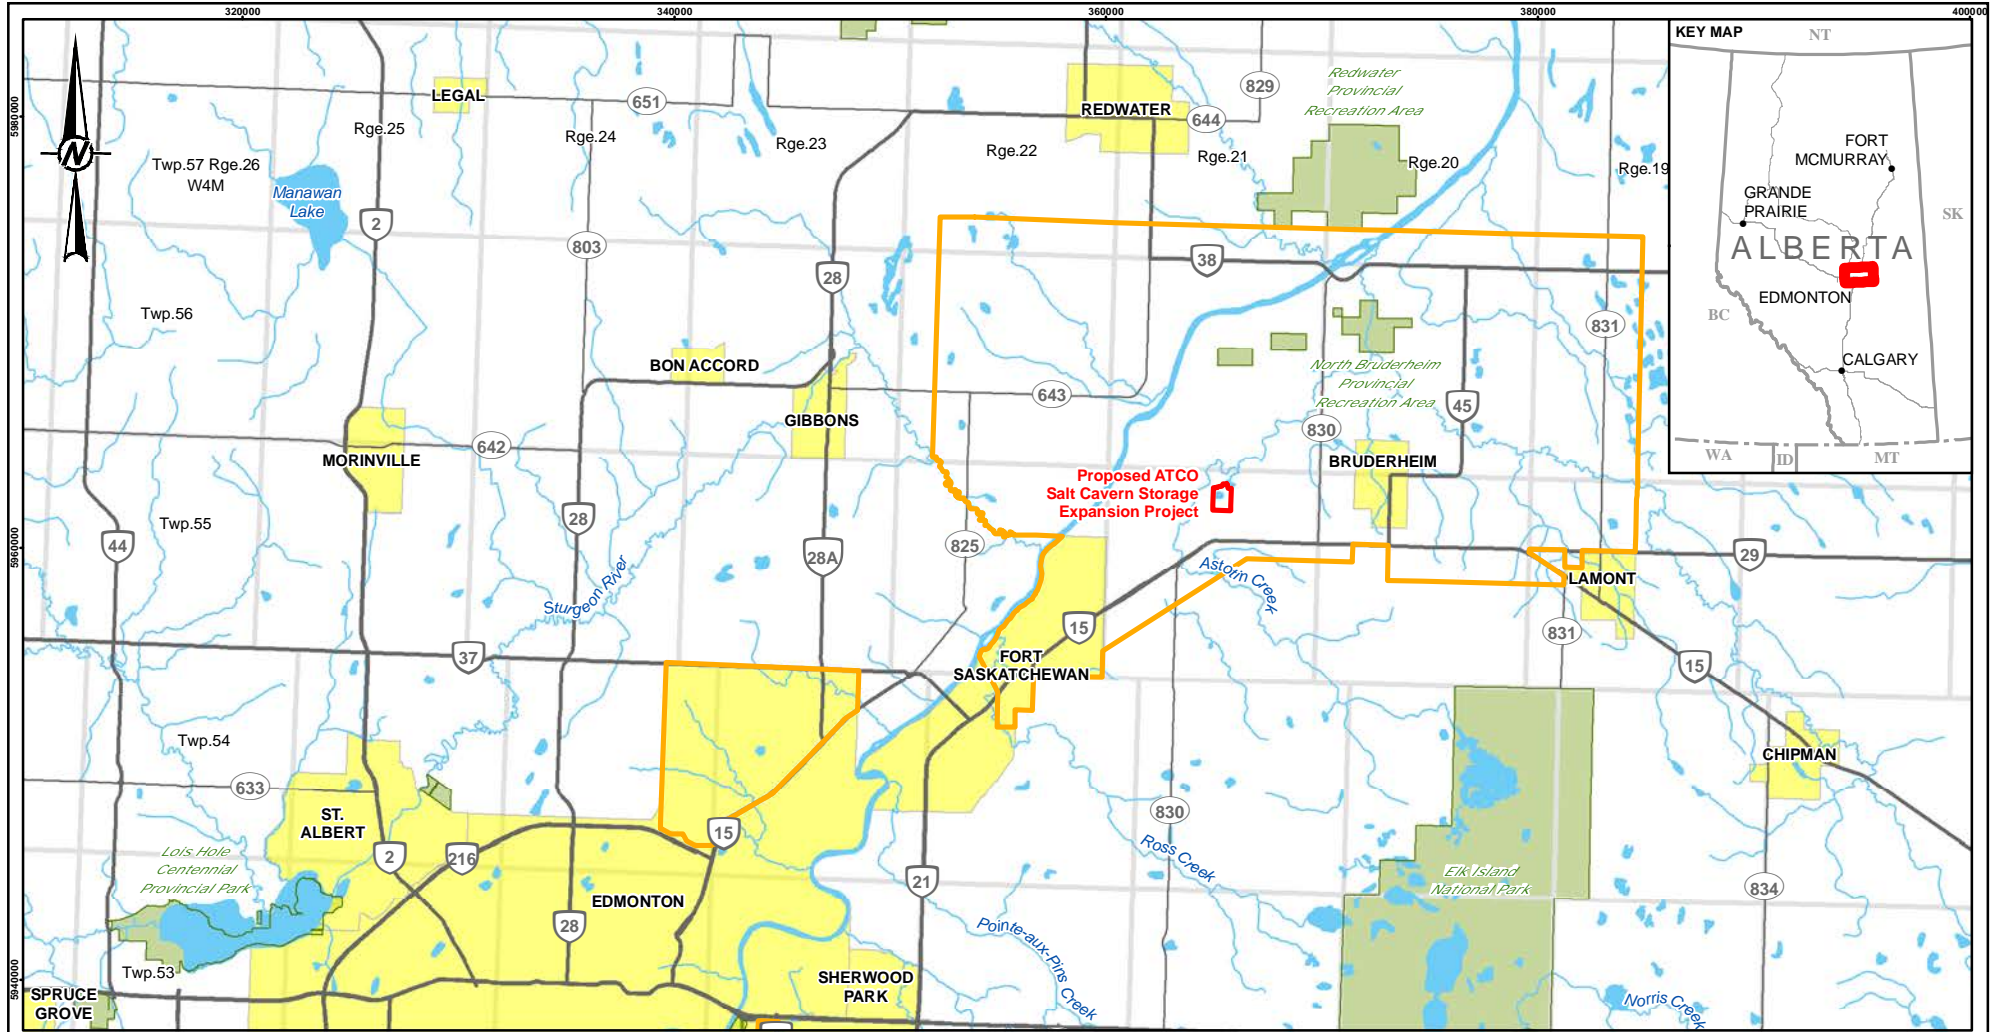 320000
340000
360000
380000
400000
5980000
5960000
5940000
KEY MAP
NT
FORT
MCMURRAY
GRANDE
PRAIRIE
SK
ALBERTA
EDMONTON
BC
CALGARY
WA
ID
MT
N
LEGAL
651
REDWATER
644
829
Redwater
Provincial
Recreation Area
Rge.25
Rge.24
Rge.23
Rge.22
Rge.21
Rge.20
Rge.19
Twp.57 Rge.26
W4M
Manawan
Lake
2
803
28
38
831
Twp.56
BON ACCORD
GIBBONS
643
North Bruderheim
Provincial
Recreation Area
45
830
MORINVILLE
642
BRUDERHEIM
Proposed ATCO
Salt Cavern Storage
Expansion Project
Twp.55
44
28
28A
825
29
Sturgeon River
Astotin Creek
LAMONT
15
831
37
FORT
SASKATCHEWAN
15
Twp.54
CHIPMAN
633
ST.
ALBERT
15
830
2
216
Lois Hole
Centennial
Provincial Park
Ross Creek
Elk Island
National Park
21
834
EDMONTON
28
Pointe-aux-Pins Creek
Twp.53
SHERWOOD
PARK
SPRUCE
GROVE
Norris Creek